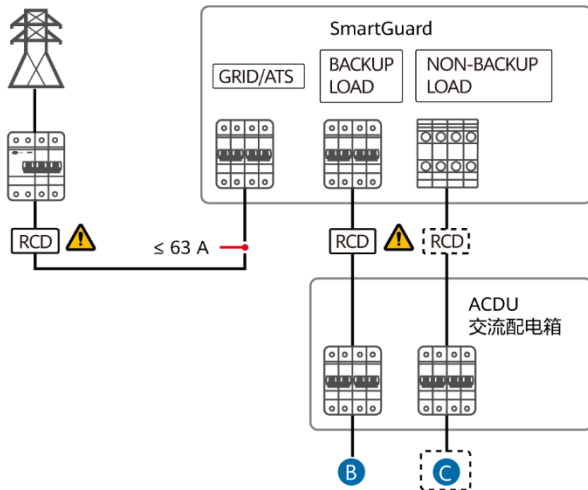 SmartGuard
GRID/ATS
BACKUP
LOAD
NON-BACKUP
LOAD
RCD
≤ 63 A
RCD
RCD
ACDU
交流配电箱
B
C